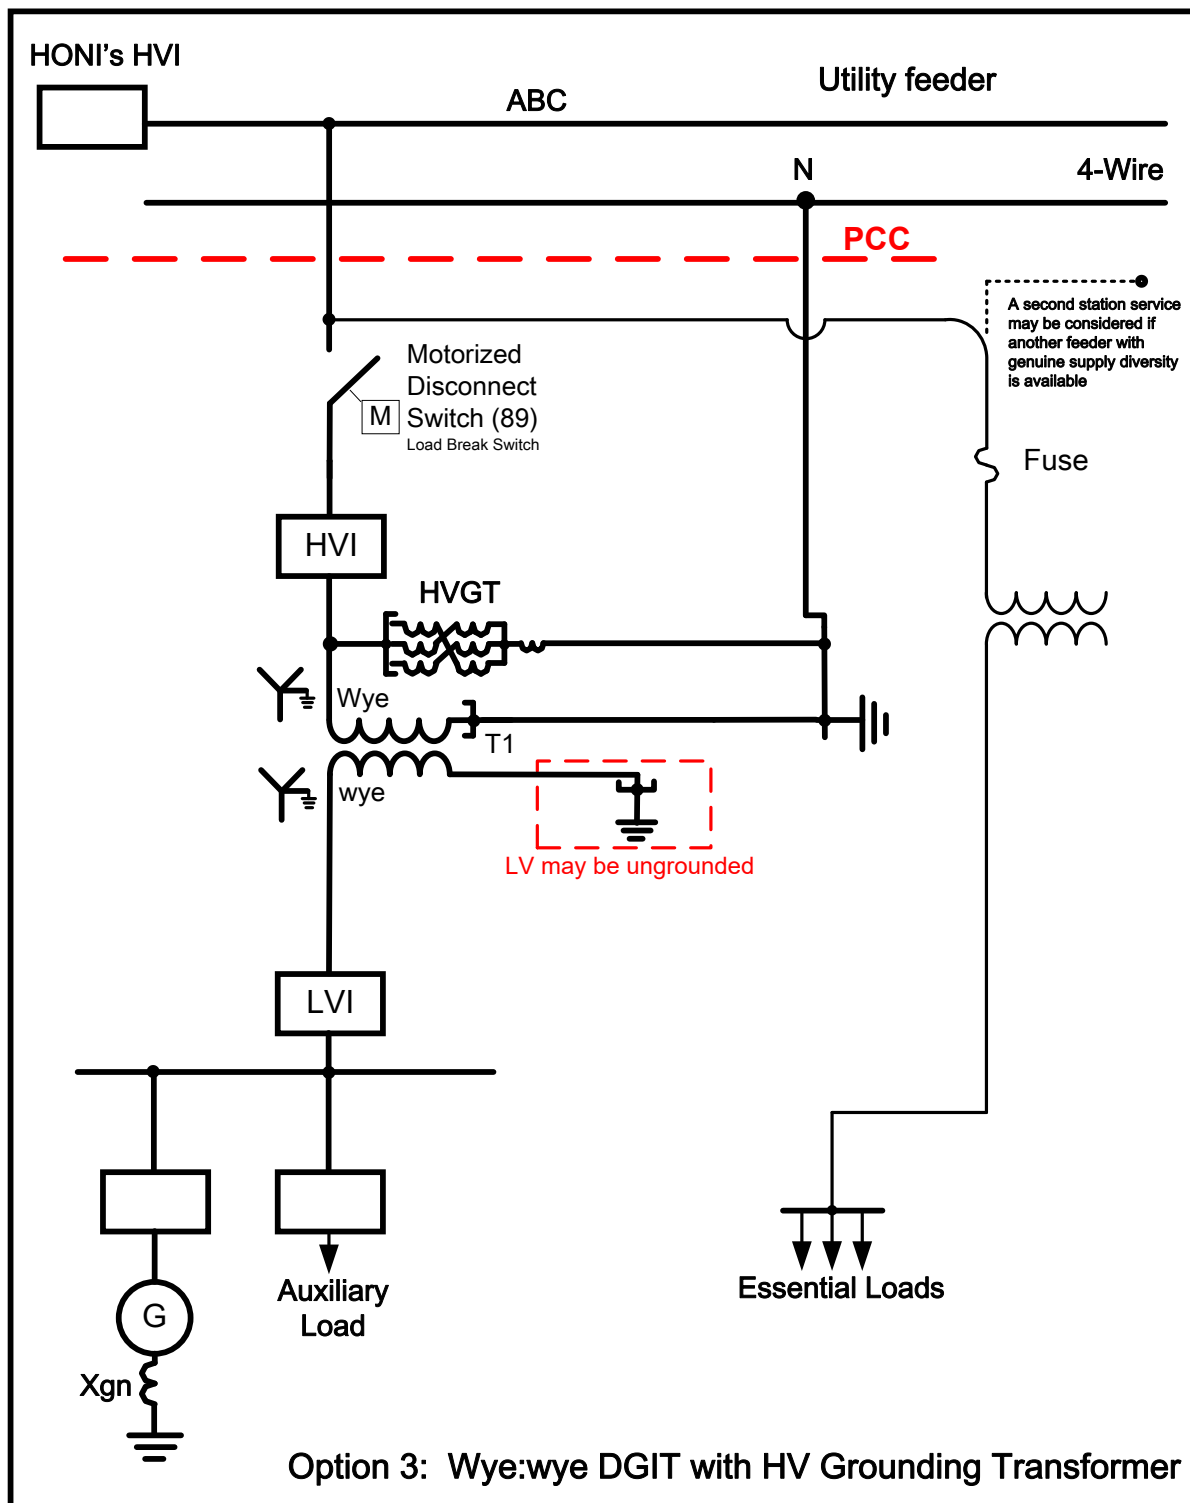 HONI's HVI
ABC
Utility feeder
N
4-Wire
PCC
A second station service
may be considered if
another feeder with
genuine supply diversity
is available
Motorized
Disconnect
Switch (89)
Load Break Switch
M
Fuse
HVI
HVGT
Wye
T1
wye
LV may be ungrounded
LVI
Auxiliary
Load
Essential Loads
G
Xgn
Option 3: Wye:wye DGIT with HV Grounding Transformer